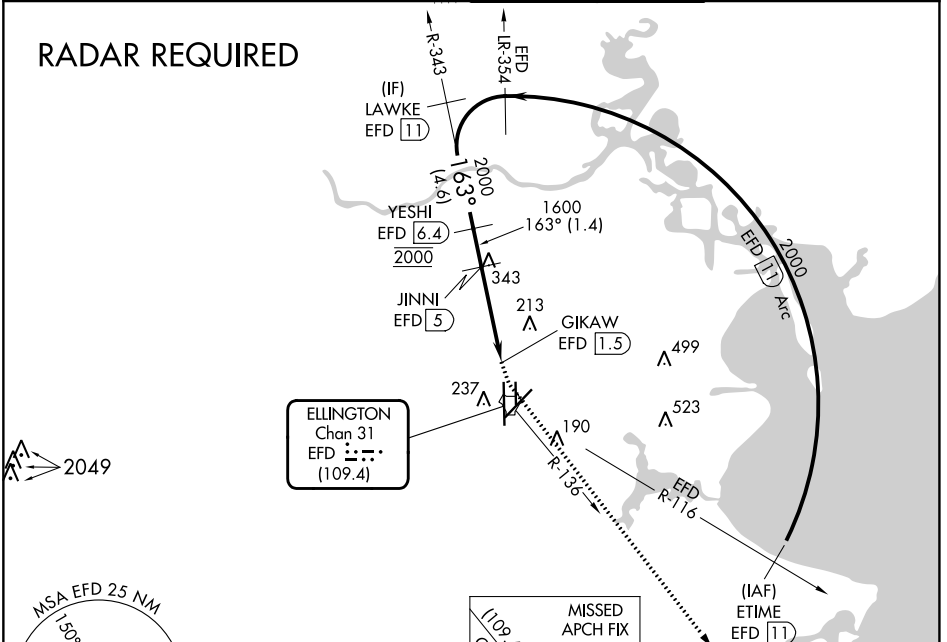 RADAR REQUIRED
R-343
EFD
LR-354
(IF)
LAWKE
EFD 11
2000
163°
(4.6)
YESHI
EFD 6.4
2000
1600
163° (1.4)
EFD 11 Arc
2000
343
JINNI
EFD 5
213
GIKAW
EFD 1.5
499
237
523
ELLINGTON
Chan 31
EFD
(109.4)
190
R-136
EFD
R-116
2049
(IAF)
ETIME
EFD 11
MSA EFD 25 NM
150°
MISSED
APCH FIX